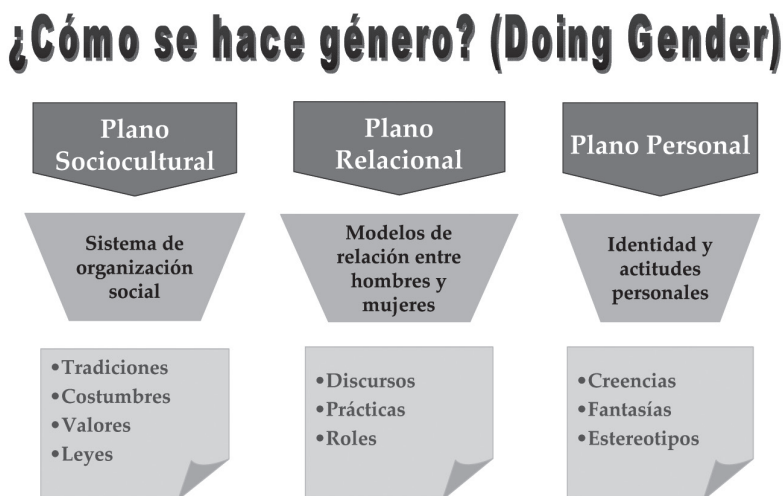 ¿Cómo se hace género? (Doing Gender)
Plano
Sociocultural
Sistema de
organización
social
•Tradiciones
•Costumbres
•Valores
•Leyes
Plano
Relacional
Modelos de
relación entre
hombres y
mujeres
•Discursos
•Prácticas
•Roles
Plano Personal
Identidad y
actitudes
personales
•Creencias
•Fantasías
•Estereotipos